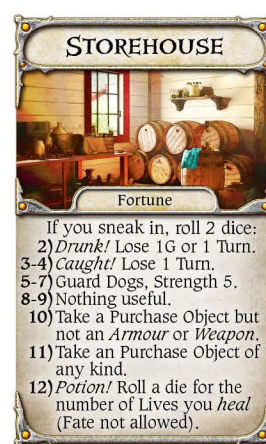 STOREHOUSE
Fortune
If you sneak in, roll 2 dice:
2) Drunk! Lose 1G or 1 Turn.
3-4) Caught! Lose 1 Turn.
5-7) Guard Dogs, Strength 5.
8-9) Nothing useful.
10) Take a Purchase Object but
not an Armour or Weapon.
11) Take an Purchase Object of
any kind.
12) Potion! Roll a die for the
number of Lives you heal
(Fate not allowed).